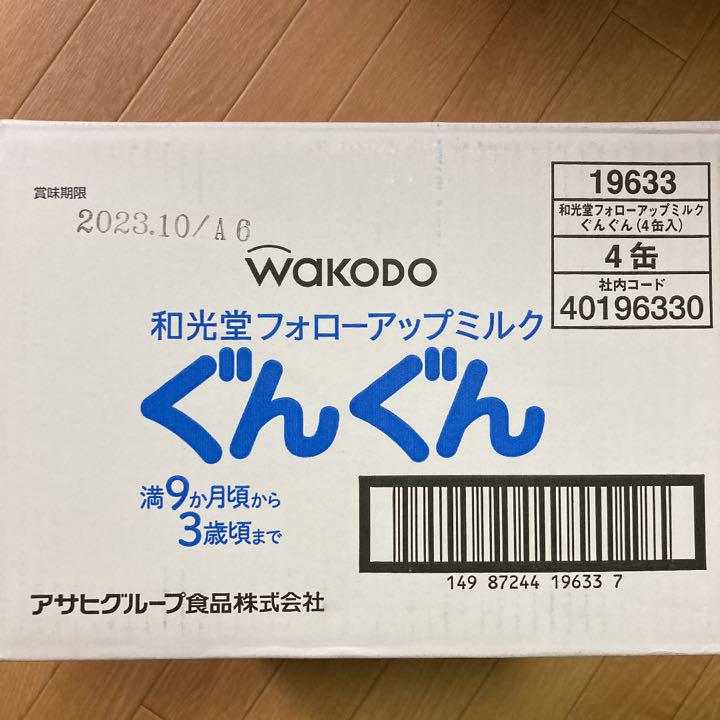 賞味期限
2023.10/A6
19633
和光堂フォローアップミルク
ぐんぐん(4缶入)
4缶
社内コード
40196330
WAKODO
和光堂フォローアップミルク
ぐんぐん
満9か月頃から
3歳頃まで
149 87244 19633 7
アサヒグループ食品株式会社